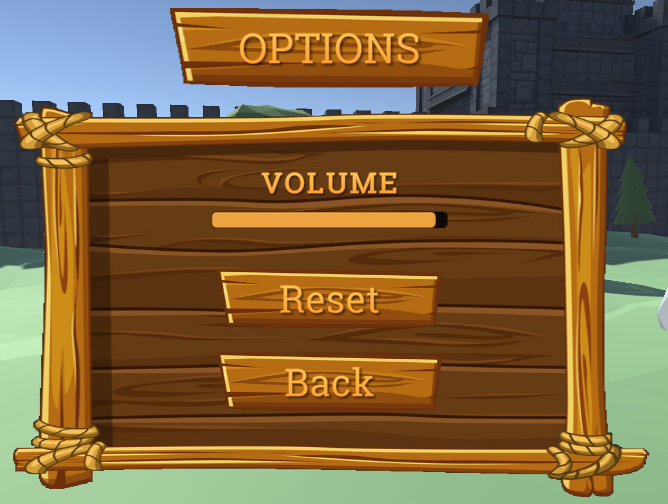 OPTIONS
VOLUME
Reset
Back